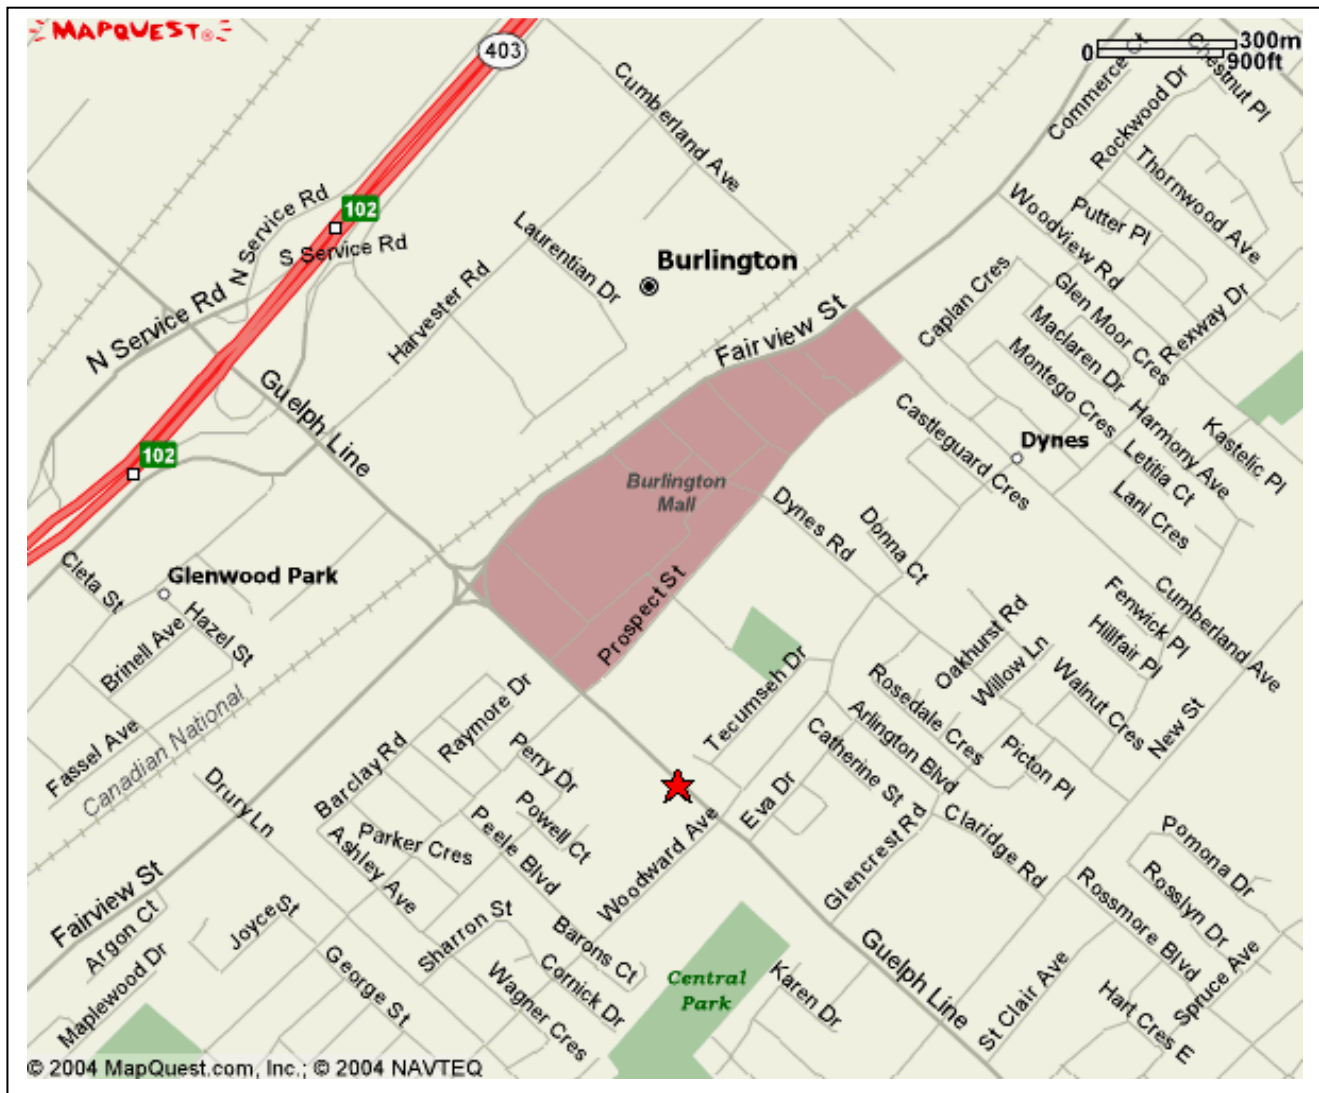 MAPQUEST
403
0
300m
900ft
Commerce Ct
Chestnut Pl
Rockwood Dr
Cumberland Ave
Thornwood Ave
N Service Rd
102
S Service Rd
Laurentian Dr
Burlington
Woodview Rd
Putter Pl
Harvester Rd
N Service Rd
Fairview St
Caplan Cres
Glen Moor Cres
Maclaren Dr
Rexway Dr
Montego Cres
Guelph Line
Castleguard Cres
Harmony Ave
Kastelic Pl
Dynes
Letitia Ct
Lani Cres
102
Burlington
Mall
Dynes Rd
Donna Ct
Cleta St
Glenwood Park
Hazel St
Brinell Ave
Prospect St
Fenwick Pl
Cumberland Ave
Hillfair Pl
Oakhurst Rd
Willow Ln
Walnut Cres
New St
Tecumseh Dr
Rosedale Cres
Arlington Blvd
Catherine St
Picton Pl
Fassel Ave
Canadian National
Raymore Dr
Perry Dr
Barclay Rd
Drury Ln
Powell Ct
Peele Blvd
Parker Cres
Ashley Ave
Woodward Ave
Eva Dr
Glencrest Rd
Claridge Rd
Pomona Dr
Rosslyn Dr
Rossmore Blvd
Spruce Ave
Fairview St
Argon Ct
Joyce St
Maplewood Dr
George St
Sharron St
Barons Ct
Cornick Dr
Wagner Cres
Central
Park
Karen Dr
Guelph Line
St Clair Ave
Hart Cres E
© 2004 MapQuest.com, Inc.; © 2004 NAVTEQ